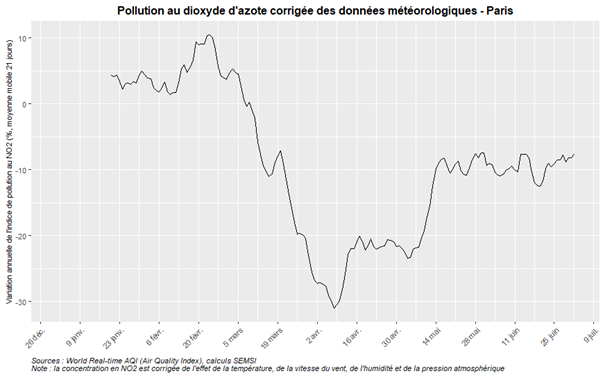 Pollution au dioxyde d'azote corrigée des données météorologiques - Paris
Variation annuelle de l'indice de pollution au NO2 (%, moyenne mobile 21 jours)
10
0
-10
-20
-30
26 déc.
9 janv.
23 janv.
6 févr.
20 févr.
5 mars
19 mars
2 avr.
16 avr.
30 avr.
14 mai
28 mai
11 juin
25 juin
9 juil.
Sources : World Real-time AQI (Air Quality Index), calculs SEMSI
Note : la concentration en NO2 est corrigée de l'effet de la température, de la vitesse du vent, de l'humidité et de la pression atmosphérique